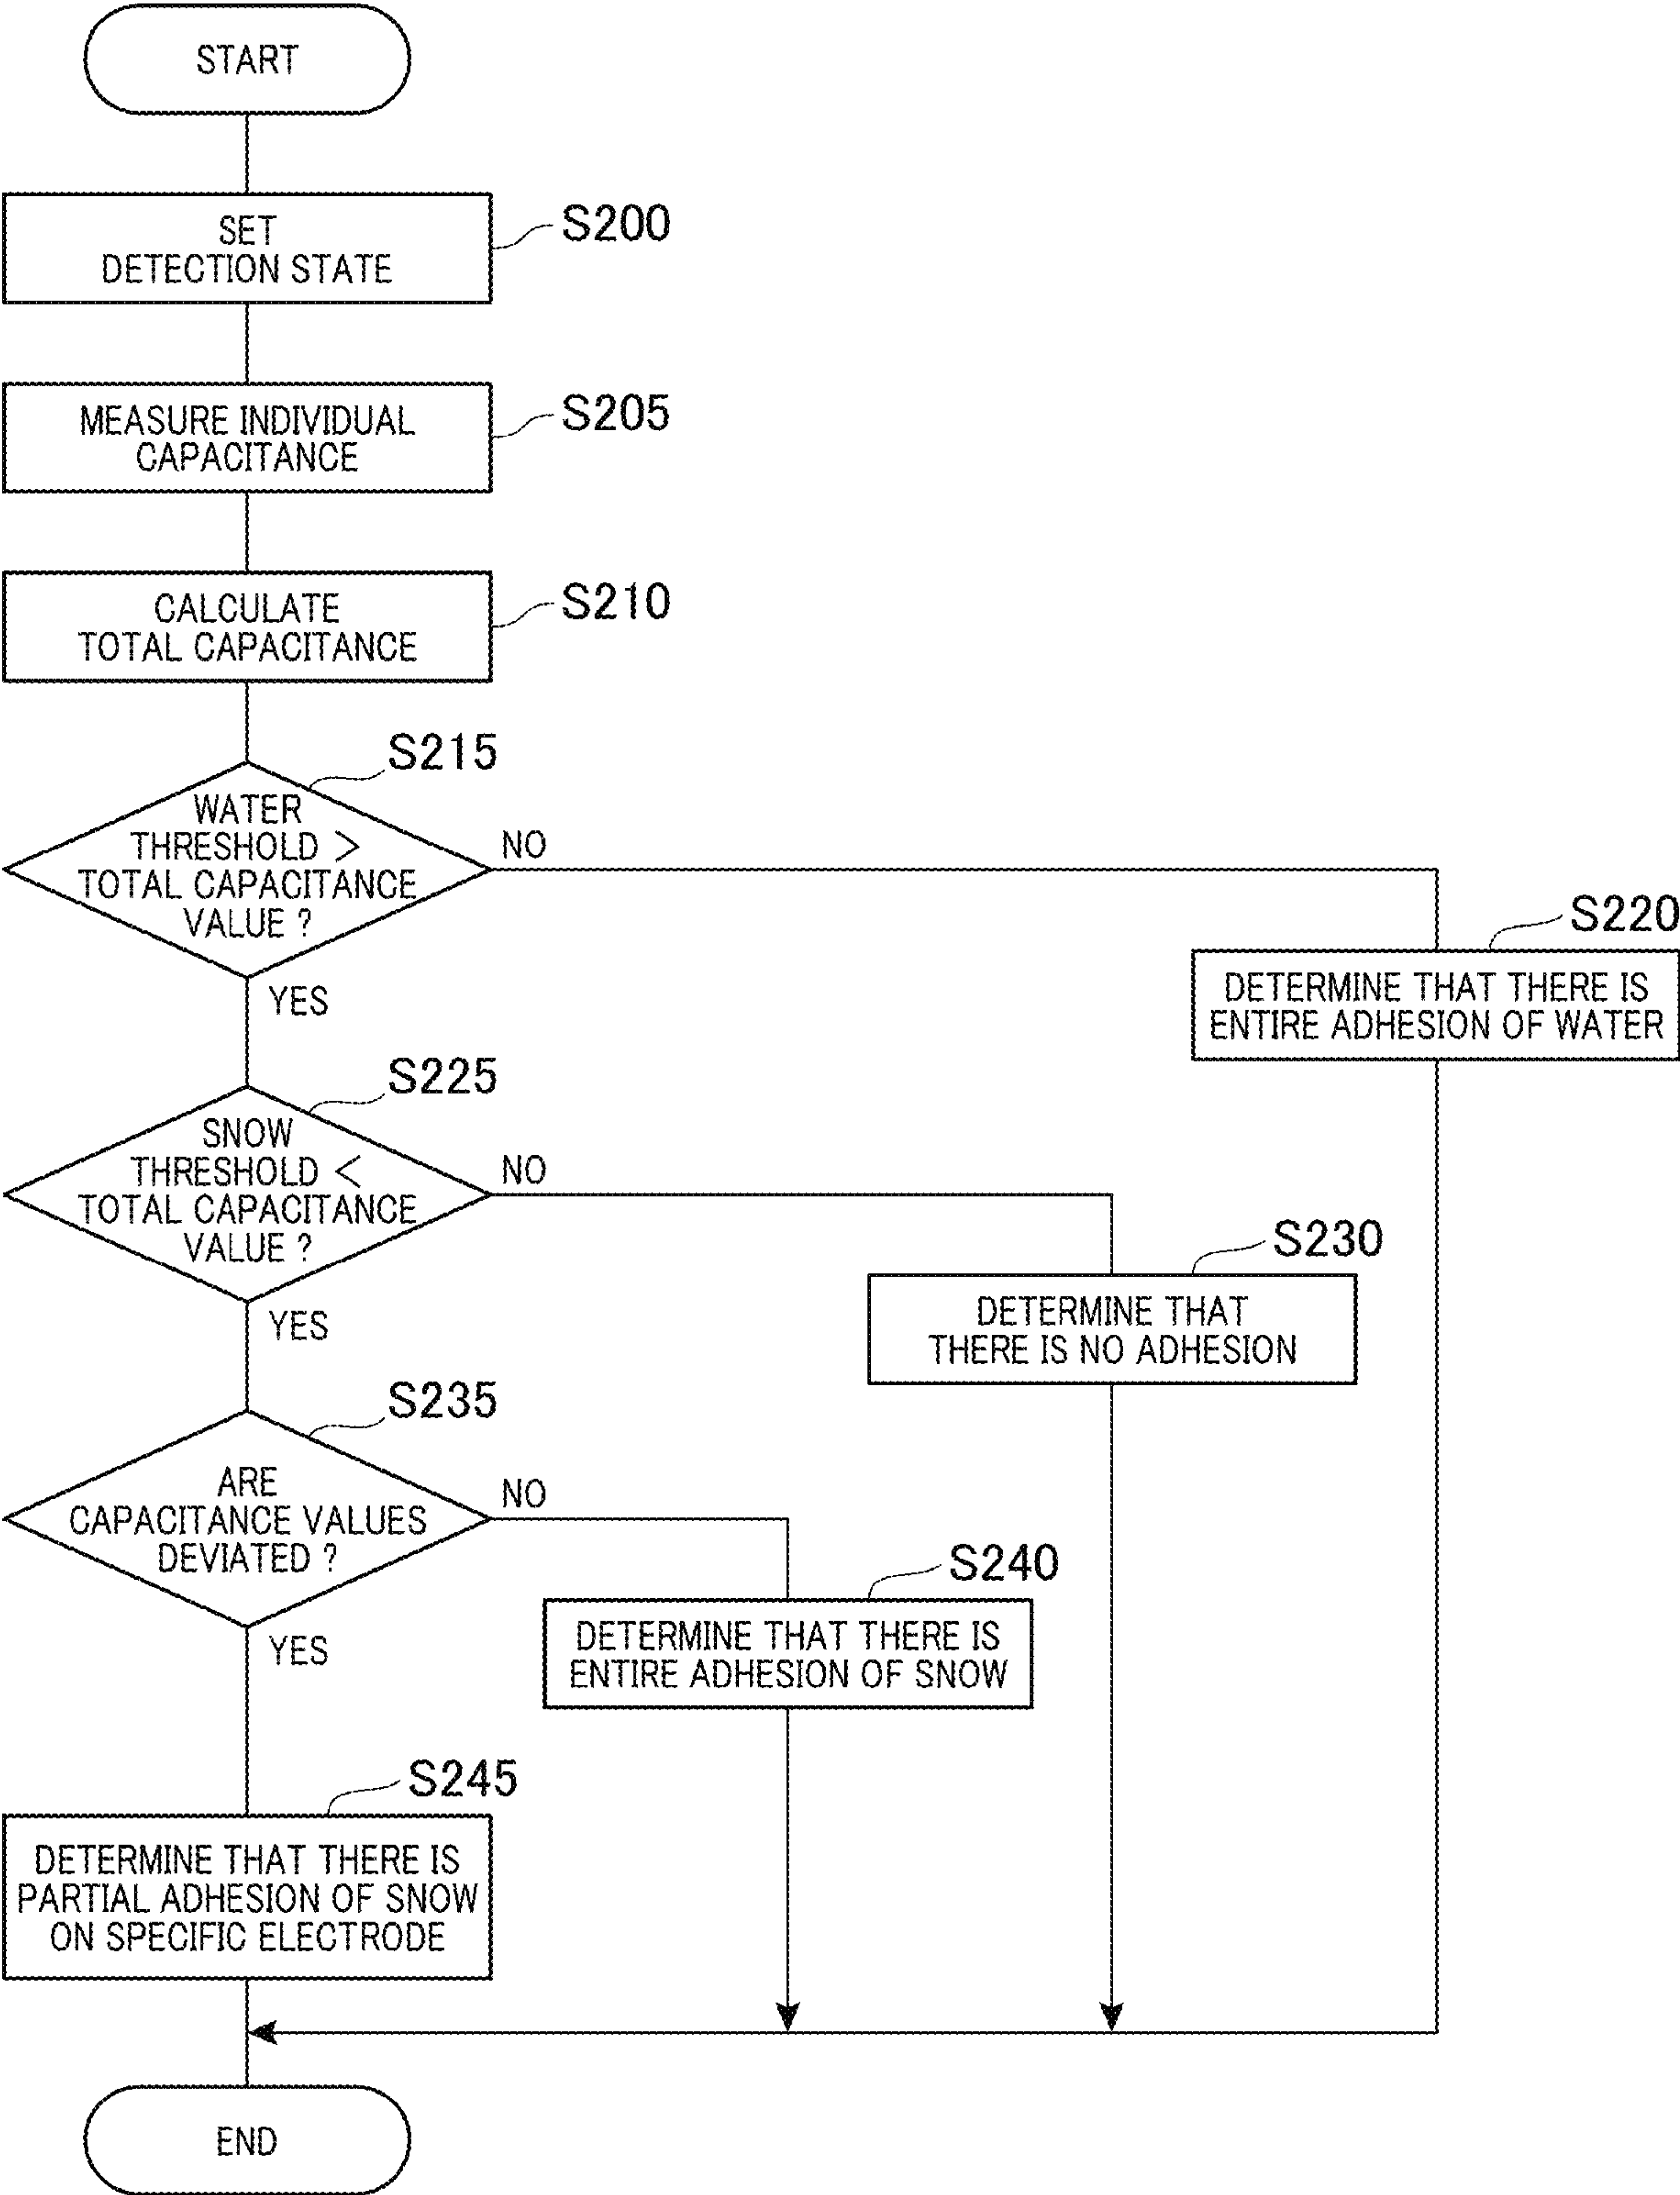 START
SET
DETECTION STATE
S200
MEASURE INDIVIDUAL
CAPACITANCE
S205
CALCULATE
TOTAL CAPACITANCE
S210
S215
WATER
THRESHOLD >
TOTAL CAPACITANCE
VALUE ?
NO
YES
S220
DETERMINE THAT THERE IS
ENTIRE ADHESION OF WATER
S225
SNOW
THRESHOLD <
TOTAL CAPACITANCE
VALUE ?
NO
YES
S230
DETERMINE THAT
THERE IS NO ADHESION
S235
ARE
CAPACITANCE VALUES
DEVIATED ?
NO
YES
S240
DETERMINE THAT THERE IS
ENTIRE ADHESION OF SNOW
S245
DETERMINE THAT THERE IS
PARTIAL ADHESION OF SNOW
ON SPECIFIC ELECTRODE
END